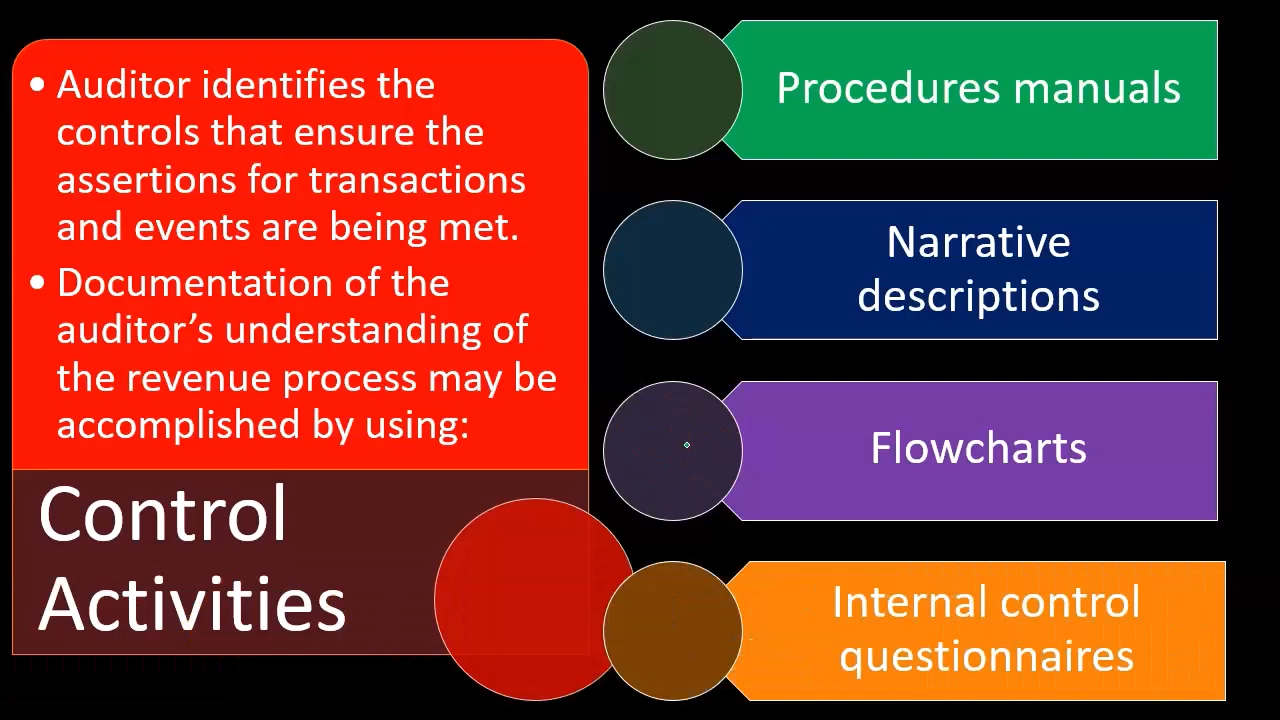 • Auditor identifies the
controls that ensure the
assertions for transactions
and events are being met.
• Documentation of the
auditor’s understanding of
the revenue process may be
accomplished by using:
Control
Activities
Procedures manuals
Narrative
descriptions
Flowcharts
Internal control
questionnaires